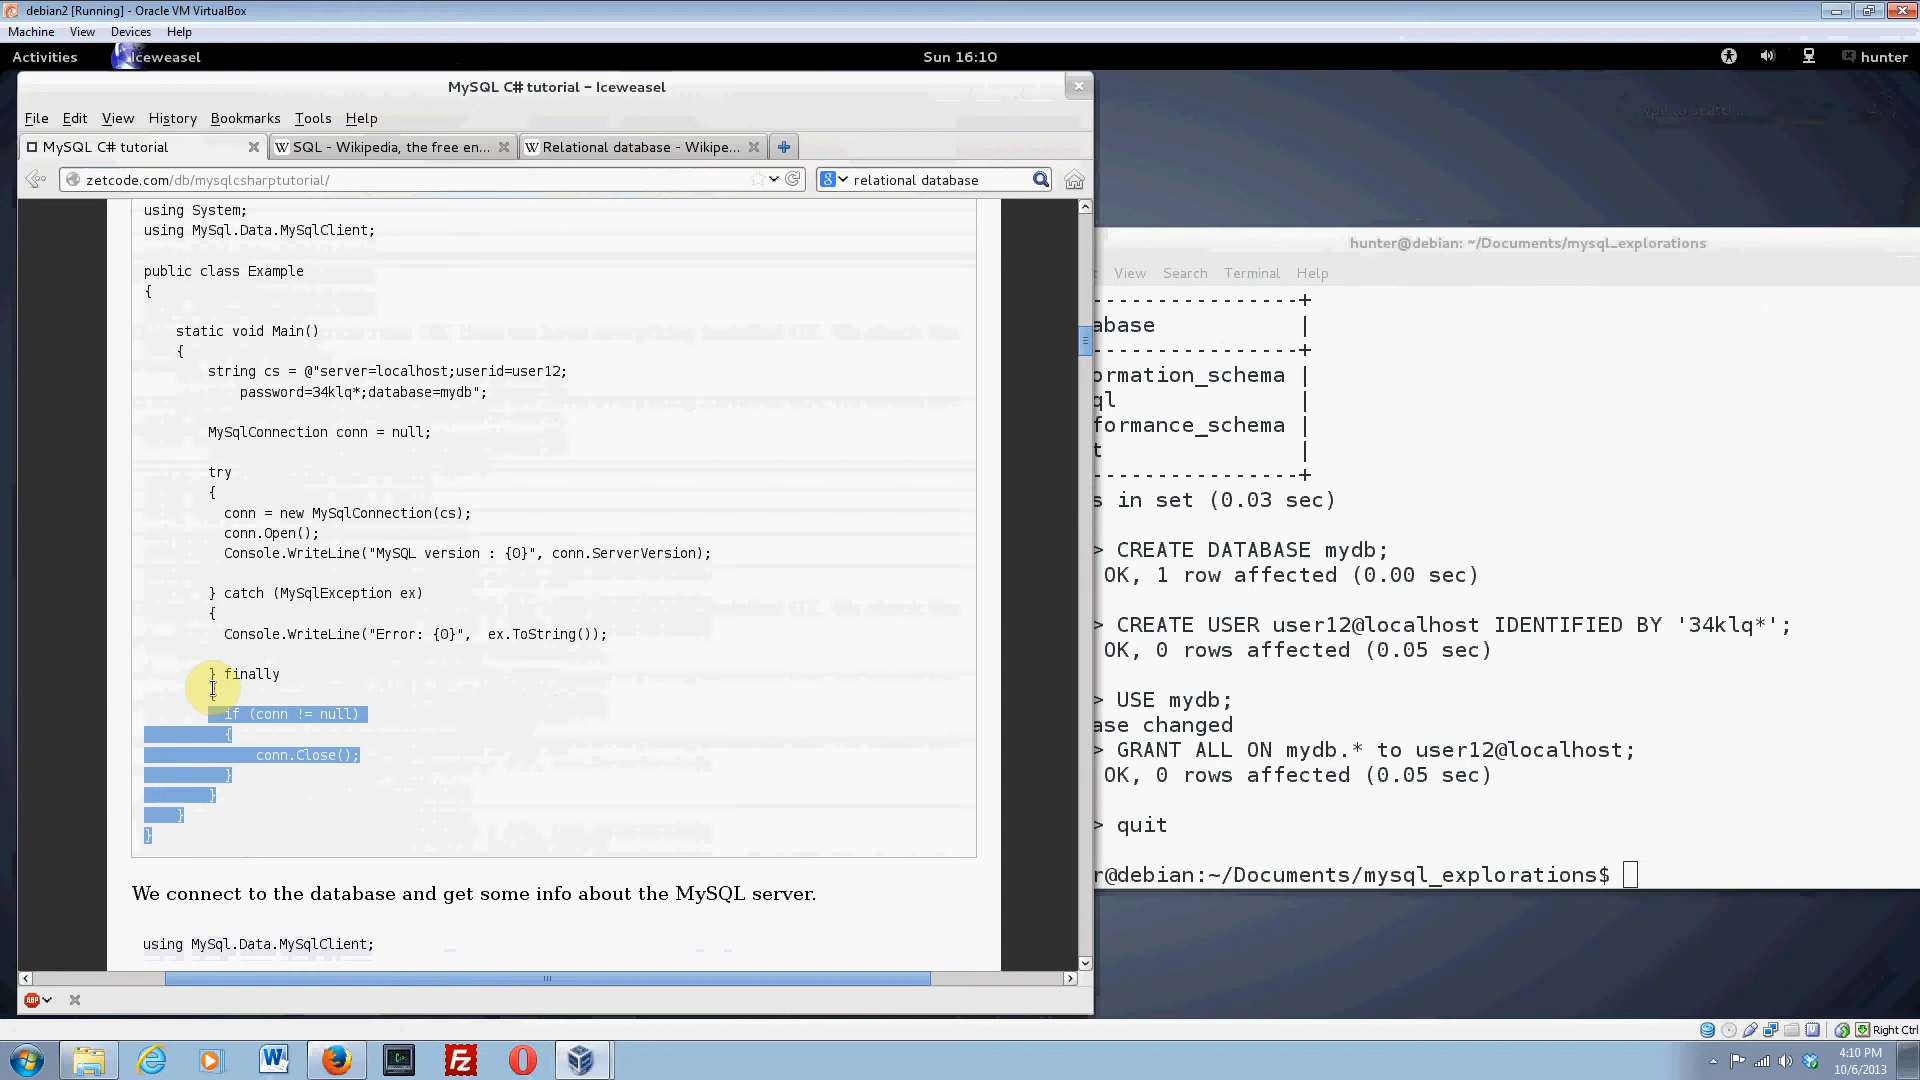 debian2 [Running] - Oracle VM VirtualBox
Machine View Devices Help
Activities Iceweasel Sun 16:10 hunter
MySQL C# tutorial - Iceweasel
File Edit View History Bookmarks Tools Help
MySQL C# tutorial SQL - Wikipedia, the free en... Relational database - Wikipe...
zetcode.com/db/mysqlcsharptutorial/ relational database
using System;
using MySql.Data.MySqlClient;
public class Example
{
static void Main()
{
string cs = @"server=localhost;userid=user12;
password=34klq*;database=mydb";
MySqlConnection conn = null;
try
{
conn = new MySqlConnection(cs);
conn.Open();
Console.WriteLine("MySQL version : {0}", conn.ServerVersion);
} catch (MySqlException ex)
{
Console.WriteLine("Error: {0}", ex.ToString());
} finally
{
if (conn != null)
{
conn.Close();
}
}
}
}
We connect to the database and get some info about the MySQL server.
using MySql.Data.MySqlClient;
ABP
hunter@debian: ~/Documents/mysql_explorations
t View Search Terminal Help
----------------+
abase |
----------------+
ormation_schema |
ql |
formance_schema |
t |
----------------+
s in set (0.03 sec)
> CREATE DATABASE mydb;
OK, 1 row affected (0.00 sec)
> CREATE USER user12@localhost IDENTIFIED BY '34klq*';
OK, 0 rows affected (0.05 sec)
> USE mydb;
ase changed
> GRANT ALL ON mydb.* to user12@localhost;
OK, 0 rows affected (0.05 sec)
> quit
r@debian:~/Documents/mysql_explorations$
Right Ctrl
4:10 PM
10/6/2013